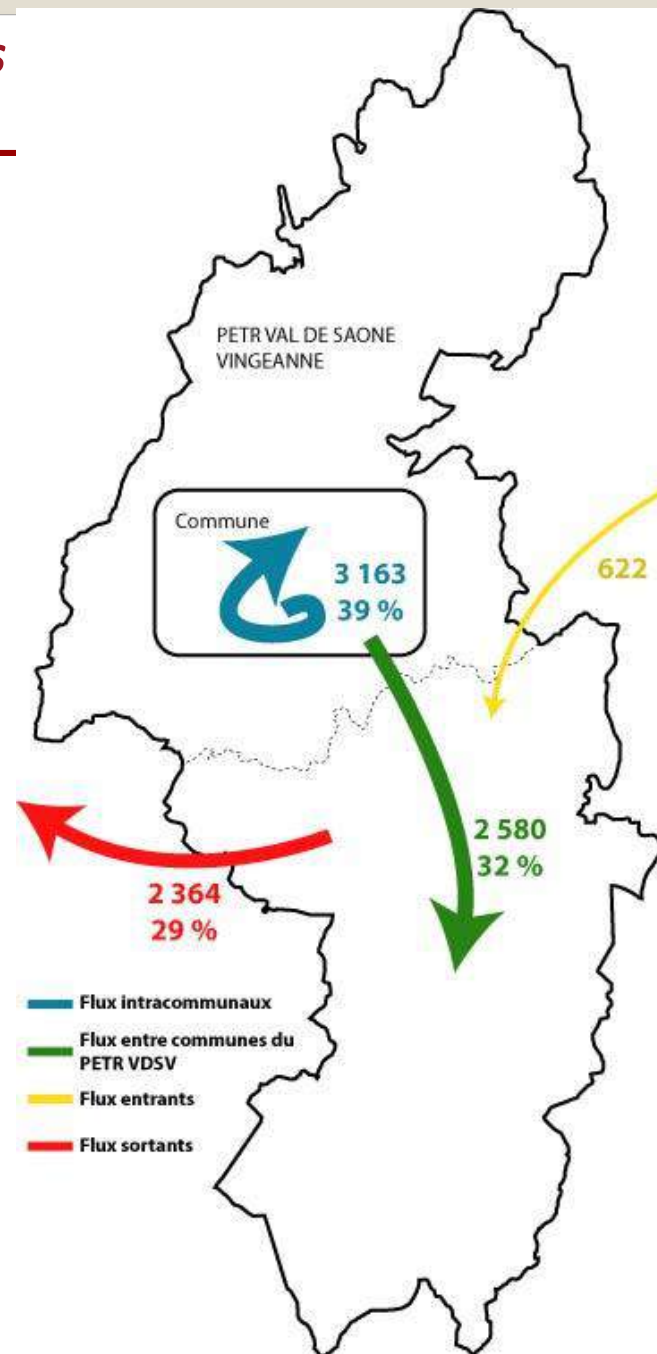 s
PETR VAL DE SAONE
VINGEANNE
Commune
3 163
39 %
622
2 580
32 %
2 364
29 %
Flux intracommunaux
Flux entre communes du
PETR VDSV
Flux entrants
Flux sortants